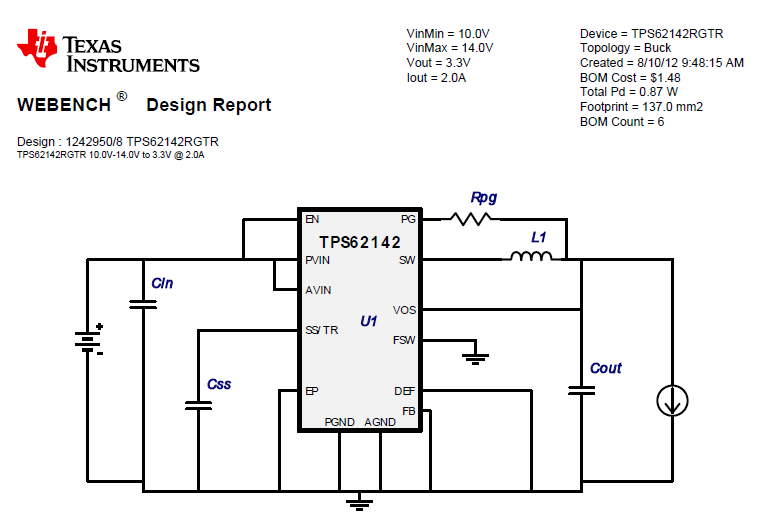 TEXAS
INSTRUMENTS
WEBENCH ® Design Report
Design : 1242950/8 TPS62142RGTR
TPS62142RGTR 10.0V-14.0V to 3.3V @ 2.0A
VinMin = 10.0V
VinMax = 14.0V
Vout = 3.3V
Iout = 2.0A
Device = TPS62142RGTR
Topology = Buck
Created = 8/10/12 9:48:15 AM
BOM Cost = $1.48
Total Pd = 0.87 W
Footprint = 137.0 mm2
BOM Count = 6
Rpg
EN
PG
TPS62142
L1
PVIN
SW
Cin
AVIN
VOS
U1
SS/TR
FSW
+
-
Css
Cout
EP
DEF
FB
PGND AGND